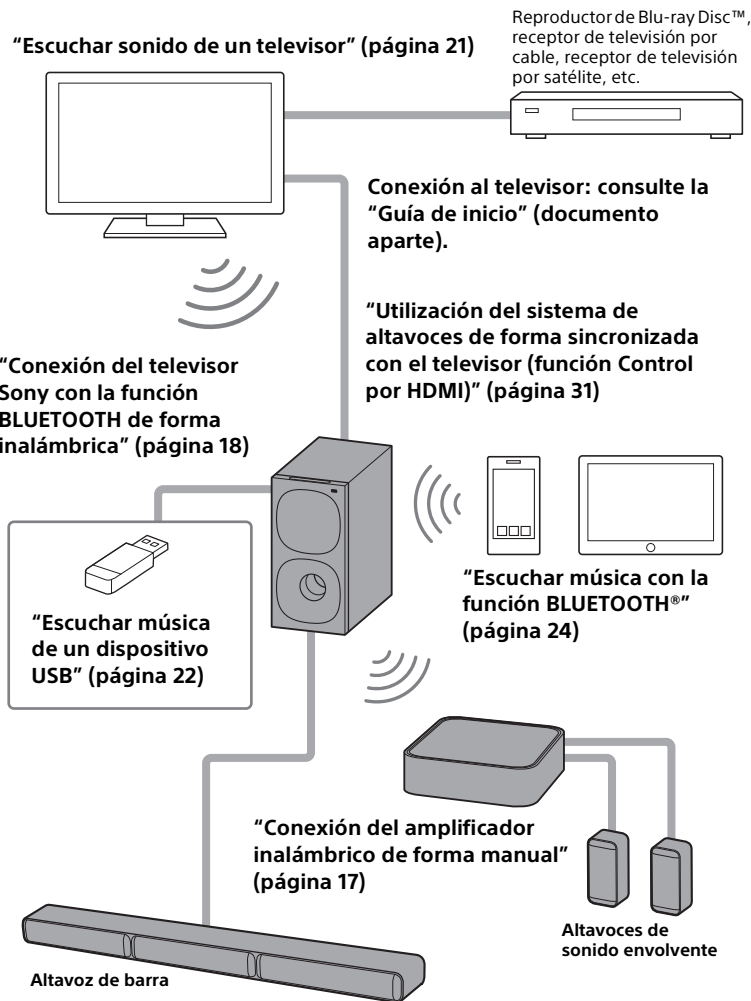 Reproductor de Blu-ray Disc™,
receptor de televisión por
cable, receptor de televisión
por satélite, etc.
“Escuchar sonido de un televisor” (página 21)
Conexión al televisor: consulte la
“Guía de inicio” (documento
aparte).
“Utilización del sistema de
altavoces de forma sincronizada
con el televisor (función Control
por HDMI)” (página 31)
“Conexión del televisor
Sony con la función
BLUETOOTH de forma
inalámbrica” (página 18)
“Escuchar música con la
función BLUETOOTH®”
(página 24)
“Escuchar música
de un dispositivo
USB” (página 22)
“Conexión del amplificador
inalámbrico de forma manual”
(página 17)
Altavoces de
sonido envolvente
Altavoz de barra